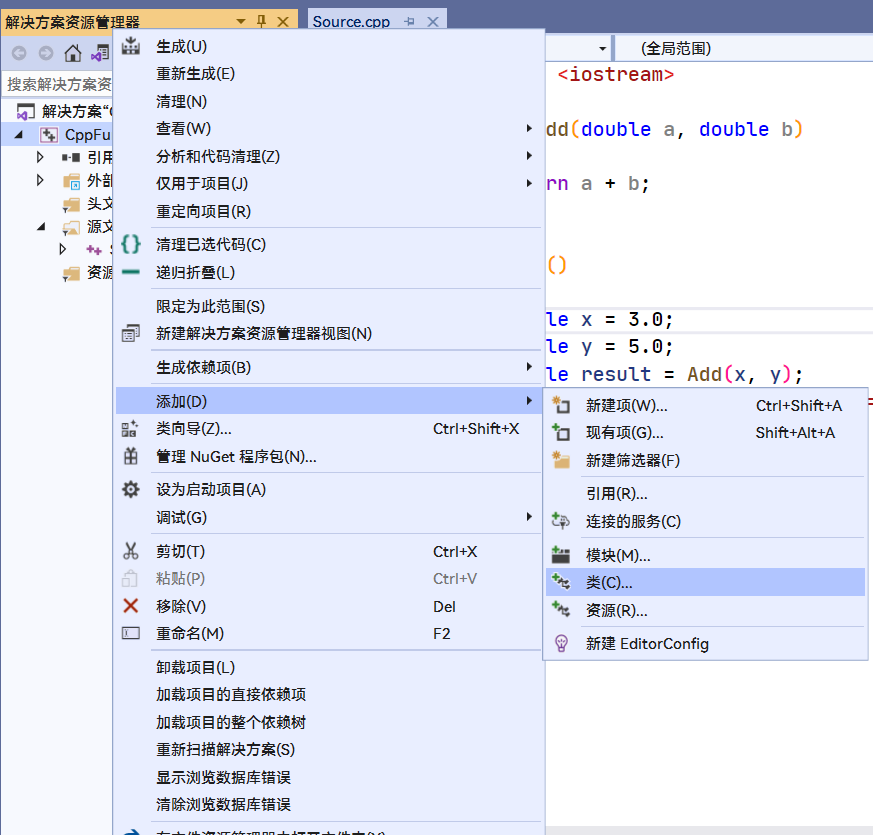 解决方案资源管理器
Source.cpp
(全局范围)
搜索解决方案资
解决方案“
CppFu
引用
外部
头文
源文
资源
生成(U)
重新生成(E)
清理(N)
查看(W)
分析和代码清理(Z)
仅用于项目(J)
重定向项目(R)
清理已选代码(C)
递归折叠(L)
限定为此范围(S)
新建解决方案资源管理器视图(N)
生成依赖项(B)
添加(D)
类向导(Z)... Ctrl+Shift+X
管理 NuGet 程序包(N)...
设为启动项目(A)
调试(G)
剪切(T) Ctrl+X
粘贴(P) Ctrl+V
移除(V) Del
重命名(M) F2
卸载项目(L)
加载项目的直接依赖项
加载项目的整个依赖树
重新扫描解决方案(S)
显示浏览数据库错误
清除浏览数据库错误
新建项(W)... Ctrl+Shift+A
现有项(G)... Shift+Alt+A
新建筛选器(F)
引用(R)...
连接的服务(C)
模块(M)...
类(C)...
资源(R)...
新建 EditorConfig
<iostream>
dd(double a, double b)
rn a + b;
()
le x = 3.0;
le y = 5.0;
le result = Add(x, y);